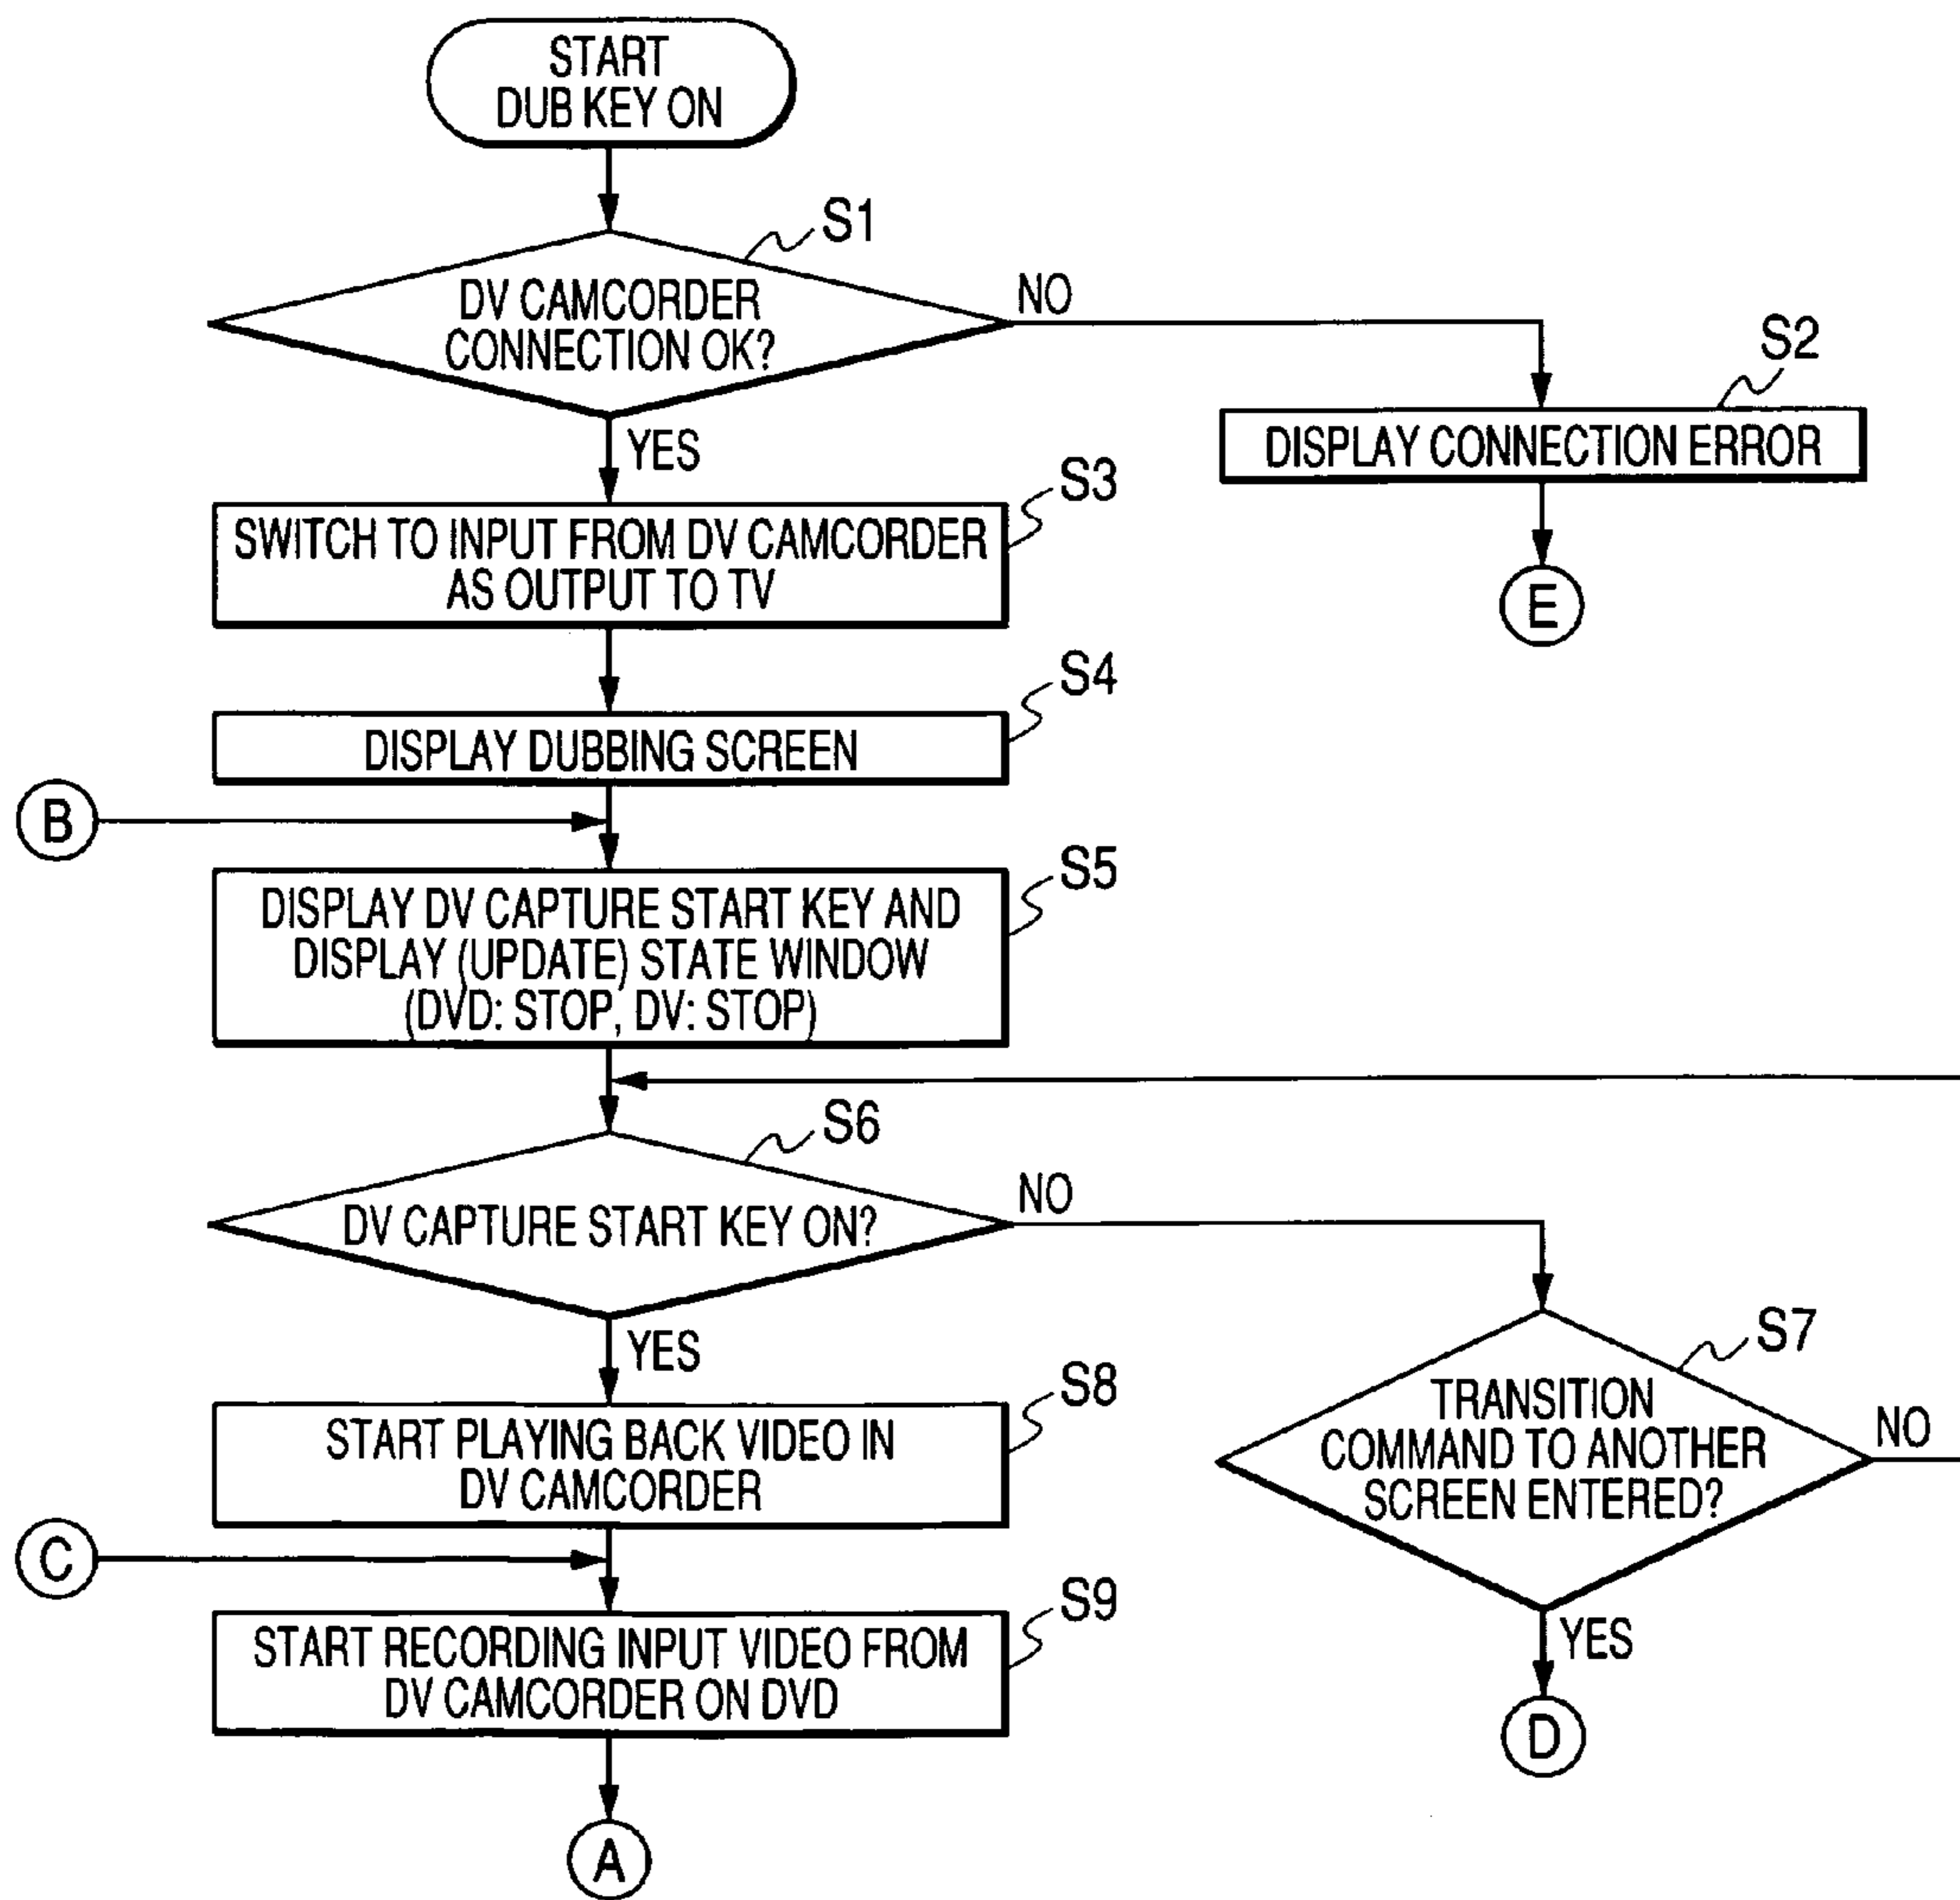 START
DUB KEY ON
S1
DV CAMCORDER
CONNECTION OK?
NO
YES
S2
DISPLAY CONNECTION ERROR
E
S3
SWITCH TO INPUT FROM DV CAMCORDER
AS OUTPUT TO TV
S4
DISPLAY DUBBING SCREEN
B
S5
DISPLAY DV CAPTURE START KEY AND
DISPLAY (UPDATE) STATE WINDOW
(DVD: STOP, DV: STOP)
S6
DV CAPTURE START KEY ON?
NO
YES
S7
TRANSITION
COMMAND TO ANOTHER
SCREEN ENTERED?
NO
YES
D
S8
START PLAYING BACK VIDEO IN
DV CAMCORDER
C
S9
START RECORDING INPUT VIDEO FROM
DV CAMCORDER ON DVD
A